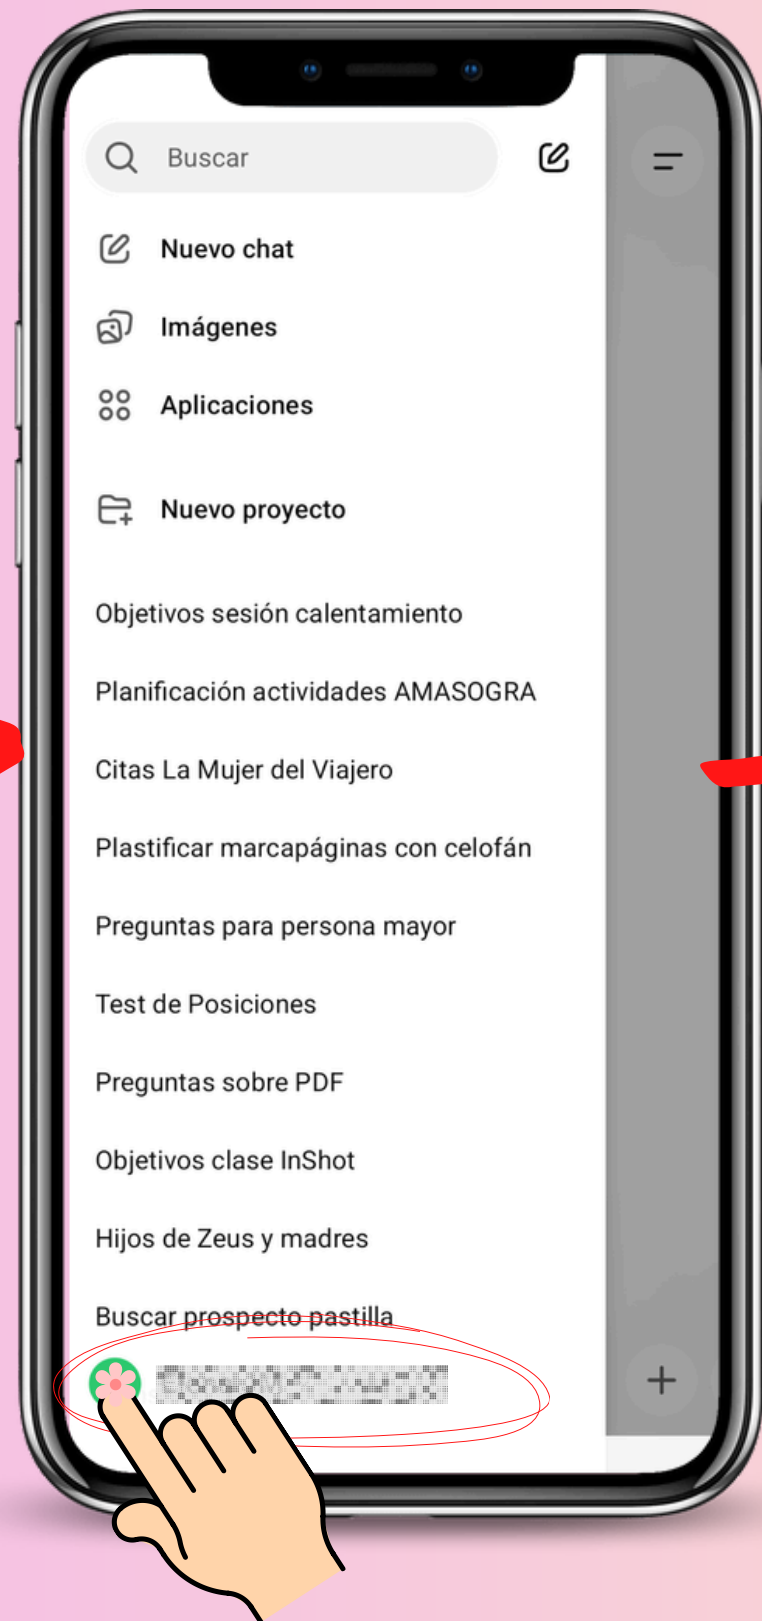 Buscar
Nuevo chat
Imágenes
Aplicaciones
Nuevo proyecto
Objetivos sesión calentamiento
Planificación actividades AMASOGRA
Citas La Mujer del Viajero
Plastificar marcapáginas con celofán
Preguntas para persona mayor
Test de Posiciones
Preguntas sobre PDF
Objetivos clase InShot
Hijos de Zeus y madres
Buscar prospecto pastilla